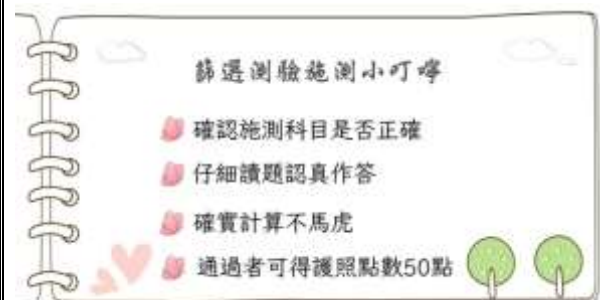 篩選測驗施測小叮嚀
確認施測科目是否正確
仔細讀題認真作答
確實計算不馬虎
通過者可得護照點數50點